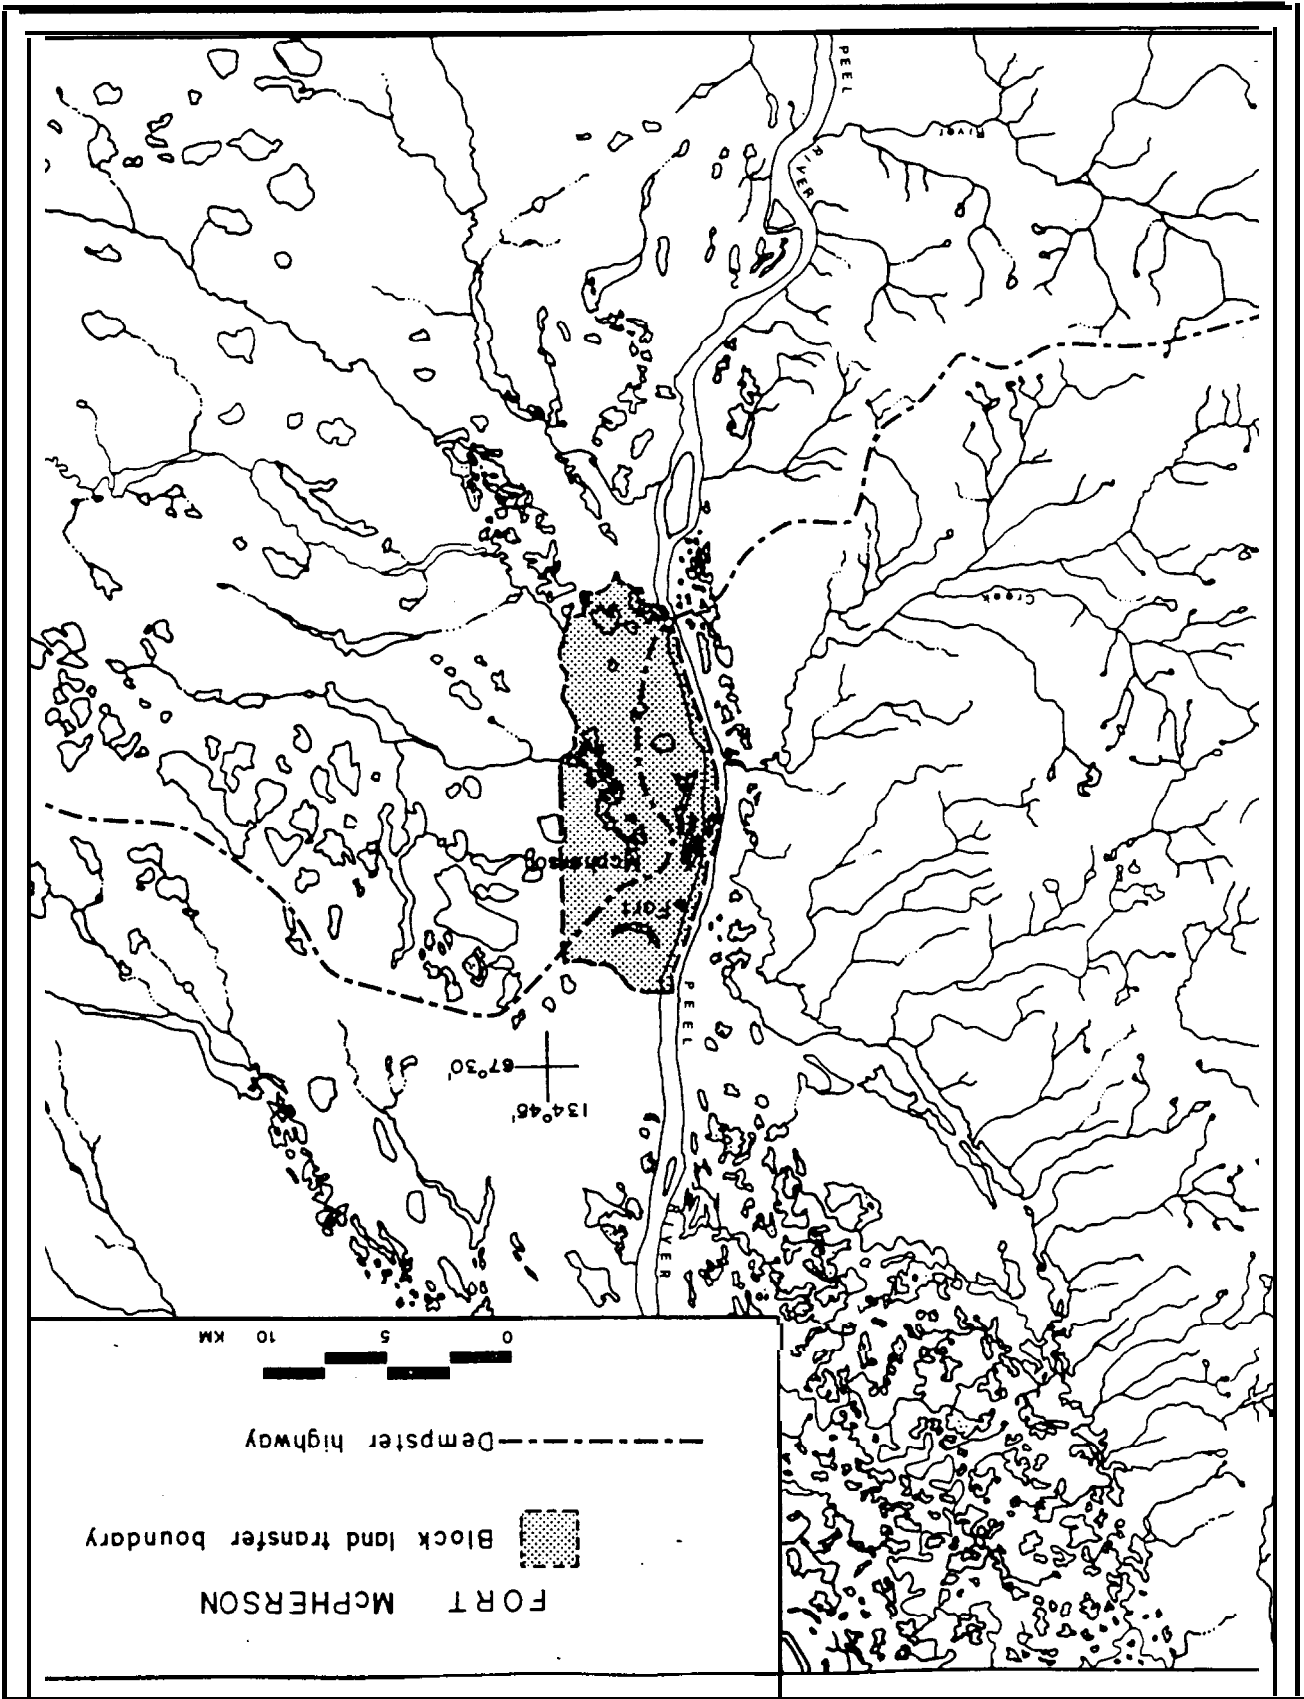 FORT McPHERSON
Block land transfer boundary
Dempster highway
0 5 10 KM
RIVER
134°48'
67°30'
PEEL
Fort
Mcpherson
Creek
RIVER
River
PEEL